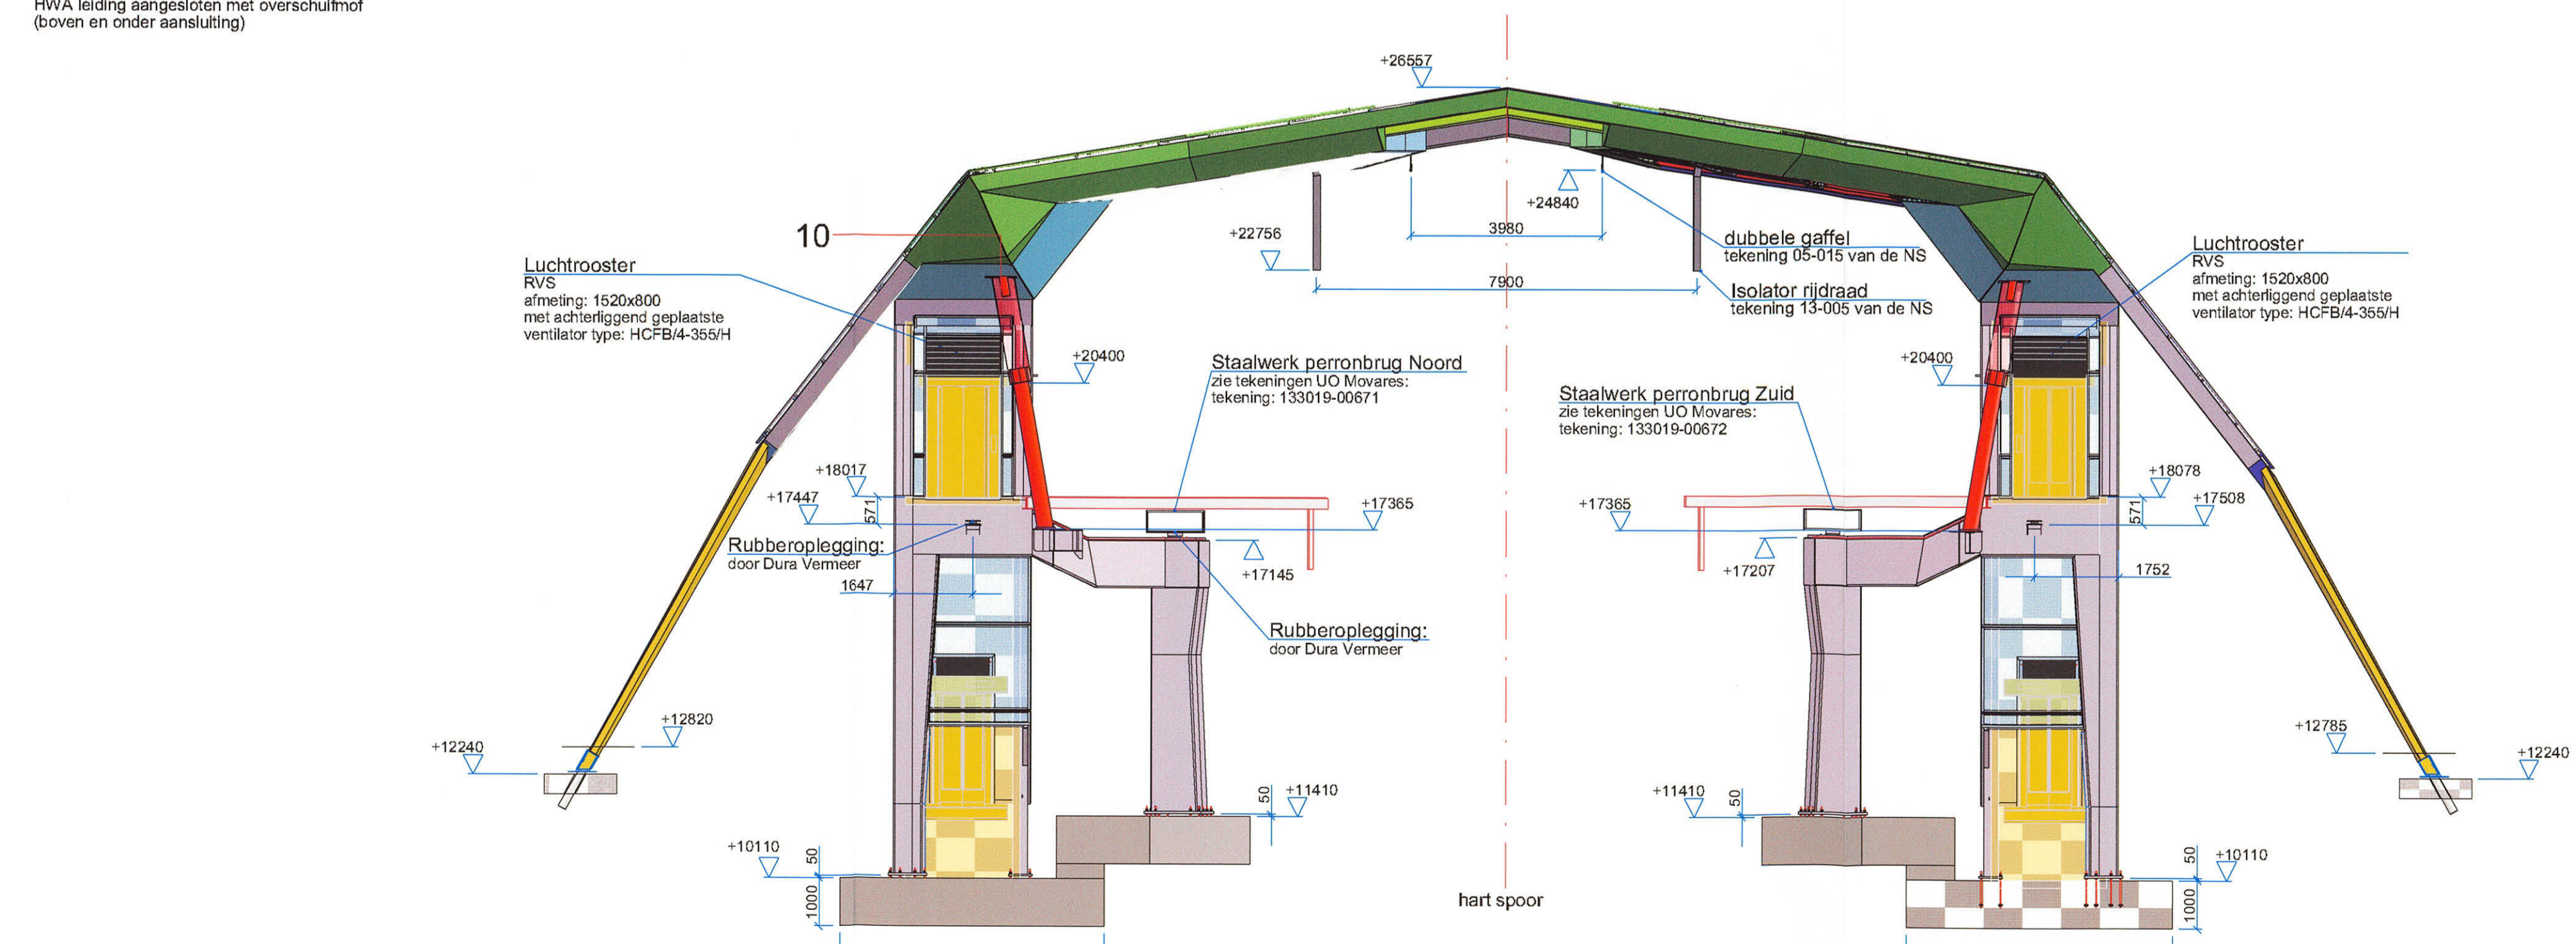 HWA leiding aangesloten met overschuifmof
(boven en onder aansluiting)
+26557
+24840
3980
+22756
7900
10
dubbele gaffel
tekening 05-015 van de NS
Isolator rijdraad
tekening 13-005 van de NS
Luchtrooster
RVS
afmeting: 1520x800
met achterliggend geplaatste
ventilator type: HCFB/4-355/H
Luchtrooster
RVS
afmeting: 1520x800
met achterliggend geplaatste
ventilator type: HCFB/4-355/H
+20400
+20400
Staalwerk perronbrug Noord
zie tekeningen UO Movares:
tekening: 133019-00671
Staalwerk perronbrug Zuid
zie tekeningen UO Movares:
tekening: 133019-00672
+18017
+17447
571
+17365
+17365
+18078
+17508
571
Rubberoplegging:
door Dura Vermeer
+17145
+17207
1647
1752
Rubberoplegging:
door Dura Vermeer
+12820
+12240
+12785
+12240
50
+11410
+11410
50
+10110
50
1000
hart spoor
50
+10110
1000